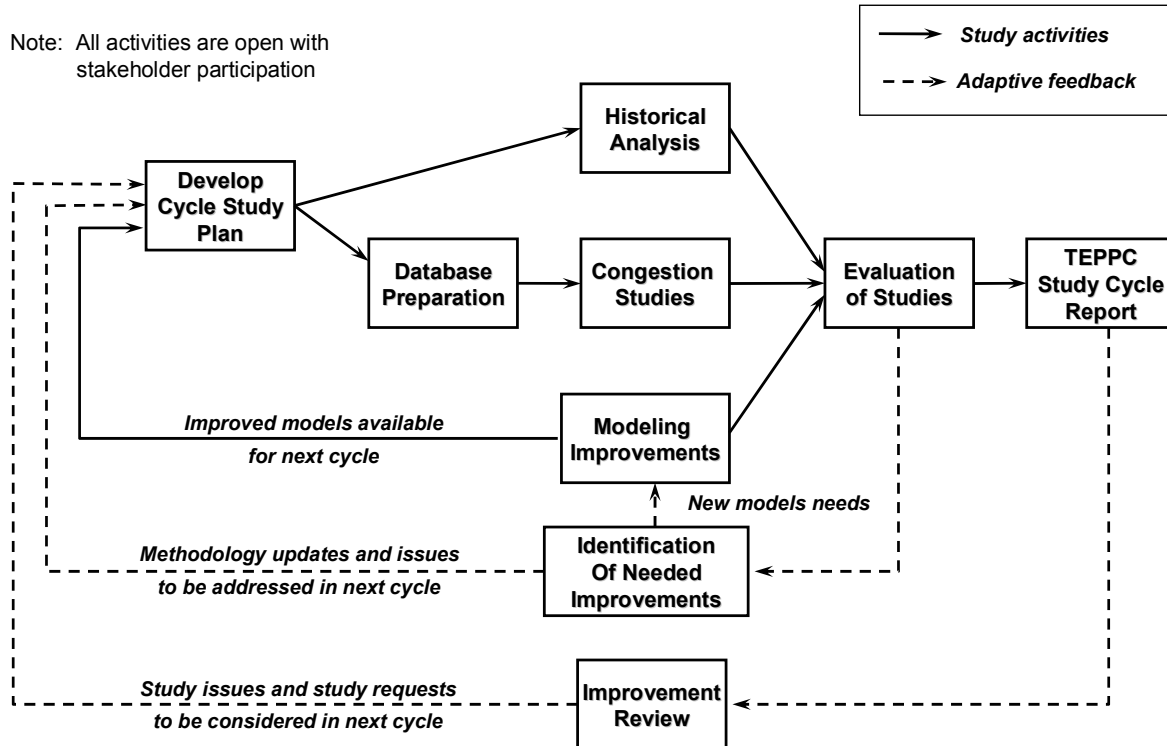 Note: All activities are open with
stakeholder participation
Study activities
Adaptive feedback
Historical
Analysis
Develop
Cycle Study
Plan
Database
Preparation
Congestion
Studies
Evaluation
of Studies
TEPPC
Study Cycle
Report
Improved models available
for next cycle
Modeling
Improvements
New models needs
Methodology updates and issues
to be addressed in next cycle
Identification
Of Needed
Improvements
Study issues and study requests
to be considered in next cycle
Improvement
Review